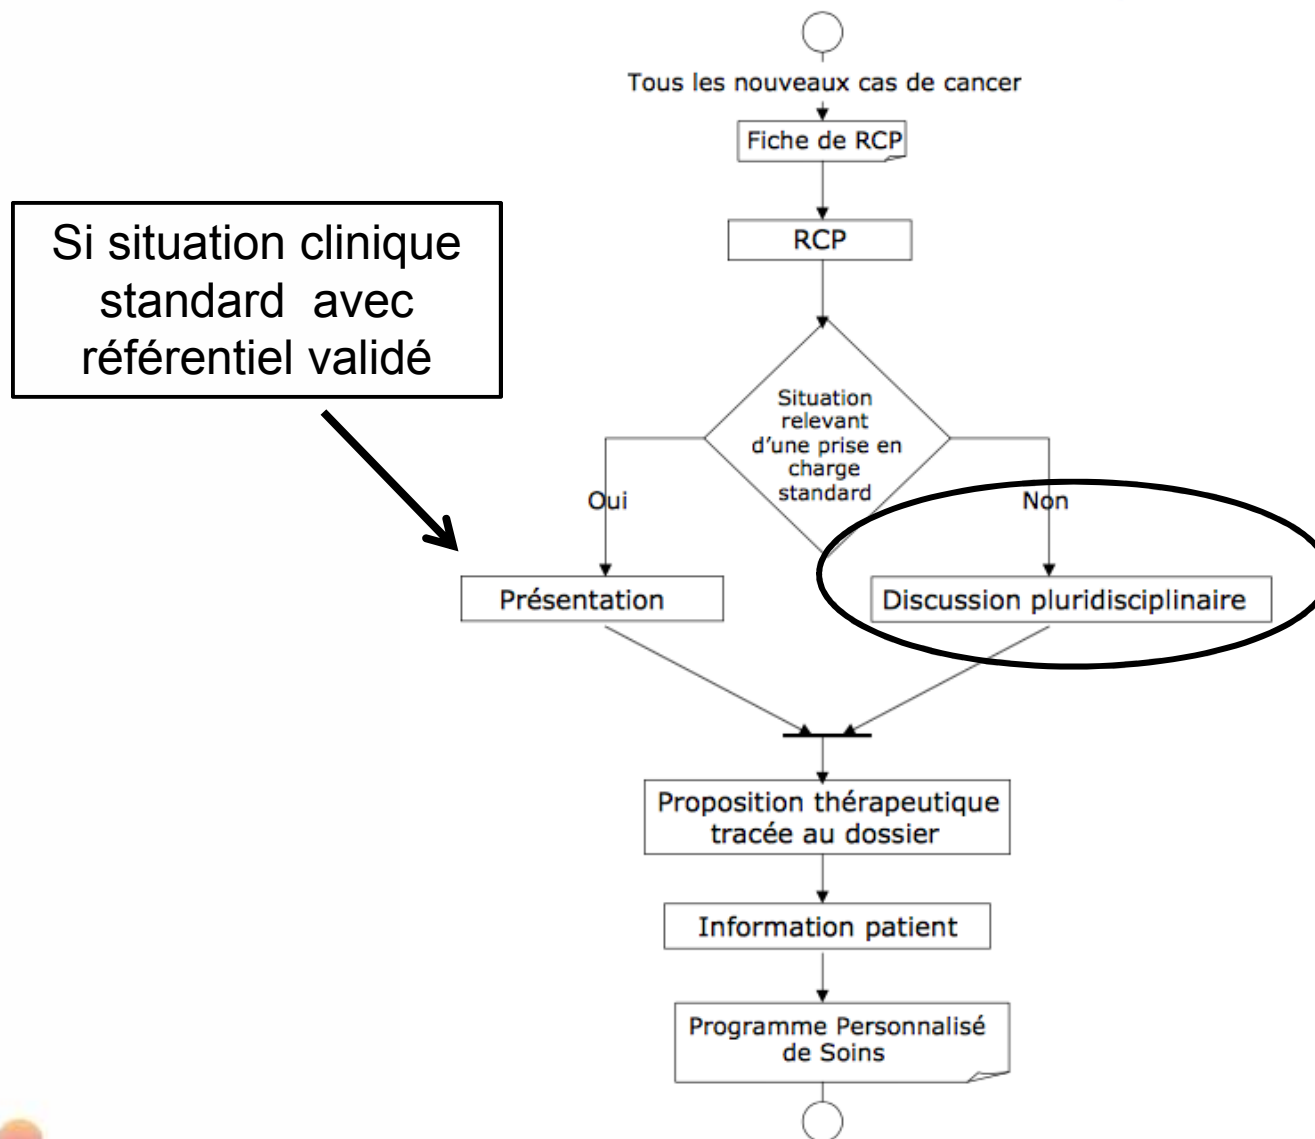 Tous les nouveaux cas de cancer
Fiche de RCP
RCP
Si situation clinique
standard avec
référentiel validé
Situation
relevant
d'une prise en
charge
standard
Oui
Non
Présentation
Discussion pluridisciplinaire
Proposition thérapeutique
tracée au dossier
Information patient
Programme Personnalisé
de Soins